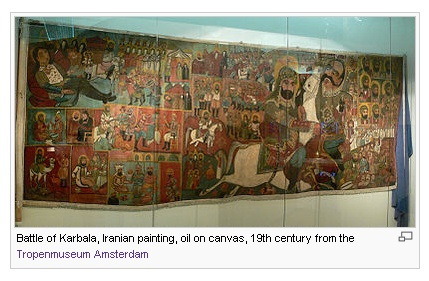 Battle of Karbala, Iranian painting, oil on canvas, 19th century from the
Tropenmuseum Amsterdam